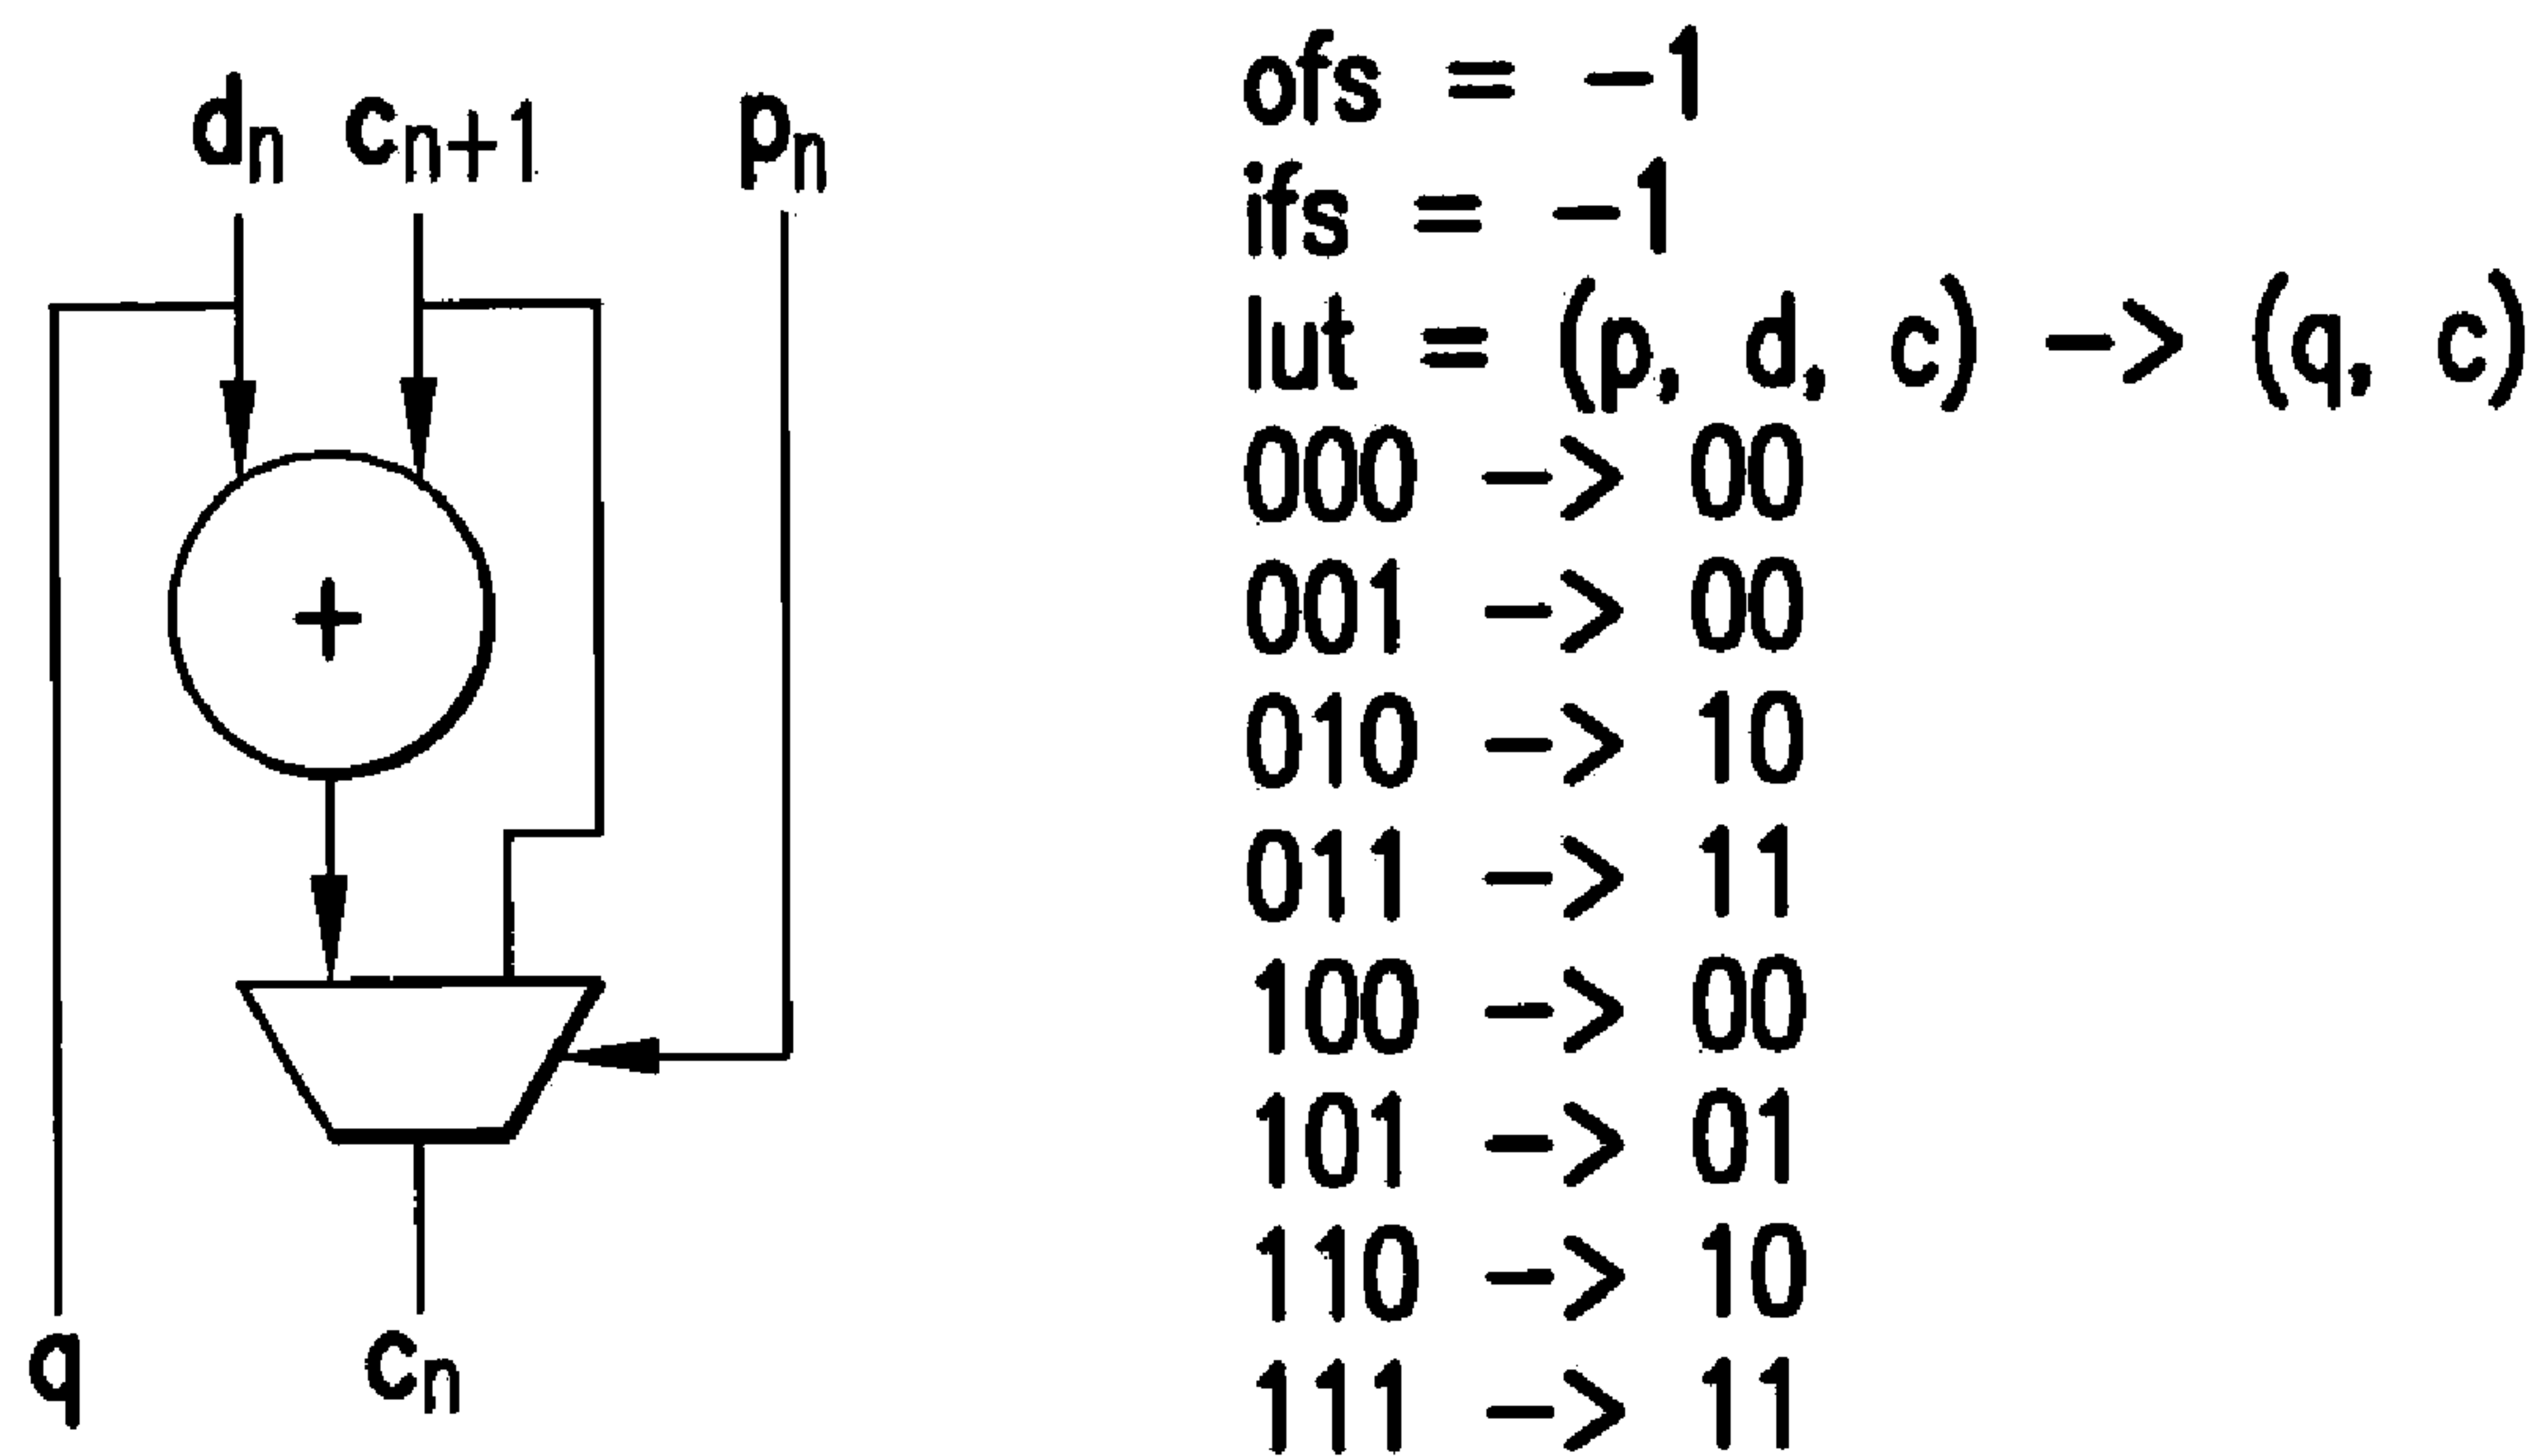 dn cn+1 pn
+
q cn
ofs = -1
ifs = -1
lut = (p, d, c) -> (q, c)
000 -> 00
001 -> 00
010 -> 10
011 -> 11
100 -> 00
101 -> 01
110 -> 10
111 -> 11